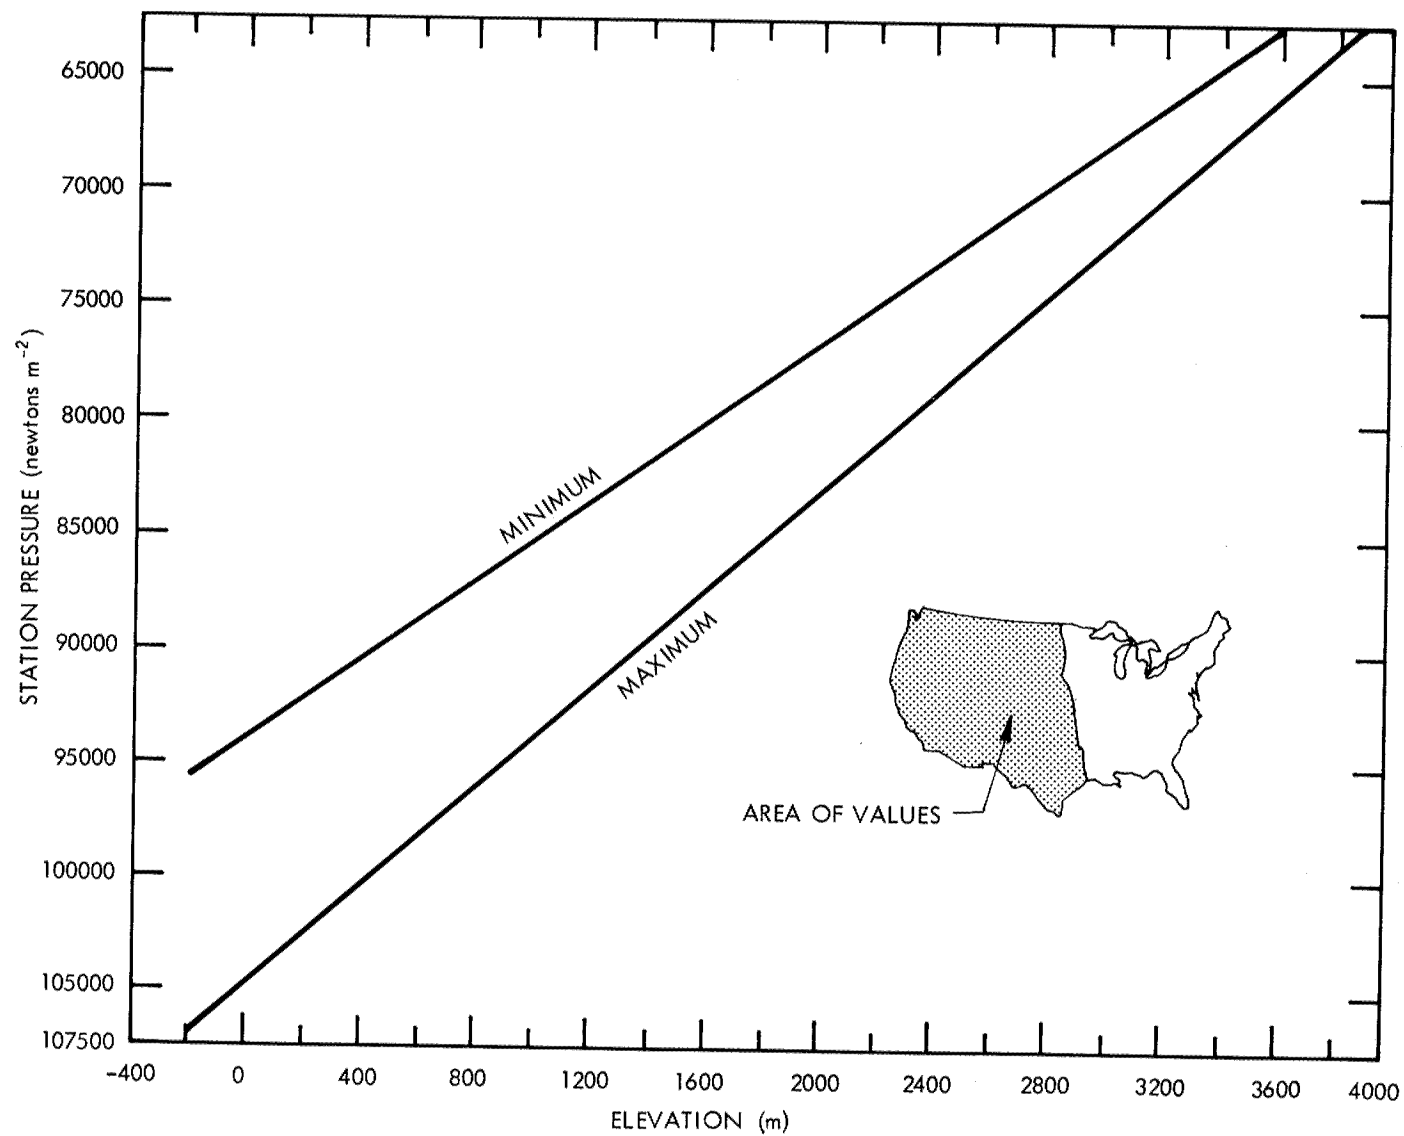 65000
70000
75000
80000
85000
90000
95000
100000
105000
107500
STATION PRESSURE (newtons m⁻²)
MINIMUM
MAXIMUM
AREA OF VALUES
-400 0 400 800 1200 1600 2000 2400 2800 3200 3600 4000
ELEVATION (m)